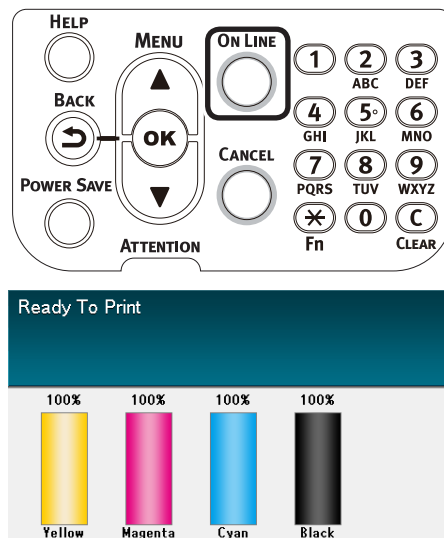 HELP
MENU
ON LINE
1 2 3
ABC DEF
BACK
OK
4 5 6
GHI JKL MNO
CANCEL
7 8 9
PQRS TUV WXYZ
POWER SAVE
0 C
Fn CLEAR
ATTENTION
Ready To Print
100% 100% 100% 100%
Yellow Magenta Cyan Black